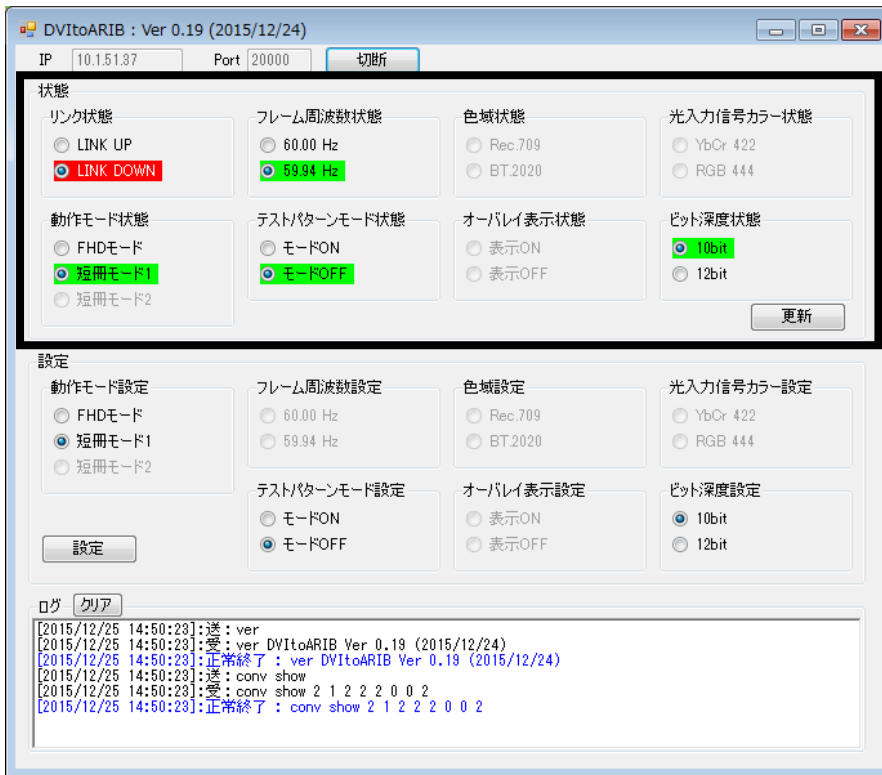 DVItoARIB : Ver 0.19 (2015/12/24)
IP 10.1.51.37 Port 20000 切断
状態
リンク状態 フレーム周波数状態 色域状態 光入力信号カラー状態
LINK UP 60.00 Hz Rec.709 YbCr 422
LINK DOWN 59.94 Hz BT.2020 RGB 444
動作モード状態 テストパターンモード状態 オーバレイ表示状態 ビット深度状態
FHDモード モードON 表示ON 10bit
短冊モード1 モードOFF 表示OFF 12bit
短冊モード2
更新
設定
動作モード設定 フレーム周波数設定 色域設定 光入力信号カラー設定
FHDモード 60.00 Hz Rec.709 YbCr 422
短冊モード1 59.94 Hz BT.2020 RGB 444
短冊モード2
テストパターンモード設定 オーバレイ表示設定 ビット深度設定
モードON 表示ON 10bit
設定 モードOFF 表示OFF 12bit
ログ クリア
[2015/12/25 14:50:23]:送 : ver
[2015/12/25 14:50:23]:受 : ver DVItoARIB Ver 0.19 (2015/12/24)
[2015/12/25 14:50:23]:正常終了 : ver DVItoARIB Ver 0.19 (2015/12/24)
[2015/12/25 14:50:23]:送 : conv show
[2015/12/25 14:50:23]:受 : conv show 2 1 2 2 2 0 0 2
[2015/12/25 14:50:23]:正常終了 : conv show 2 1 2 2 2 0 0 2